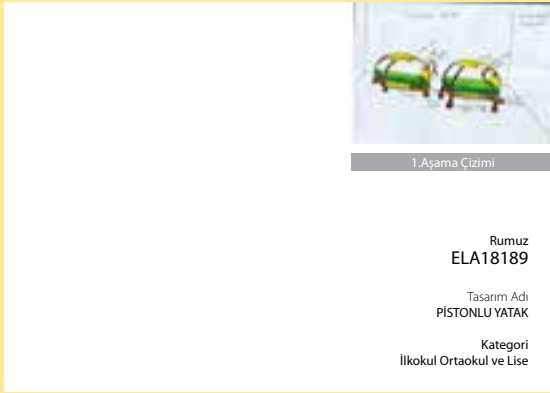 1.Aşama Çizimi
Rumuz
ELA18189
Tasarım Adı
PİSTONLU YATAK
Kategori
İlkokul Ortaokul ve Lise